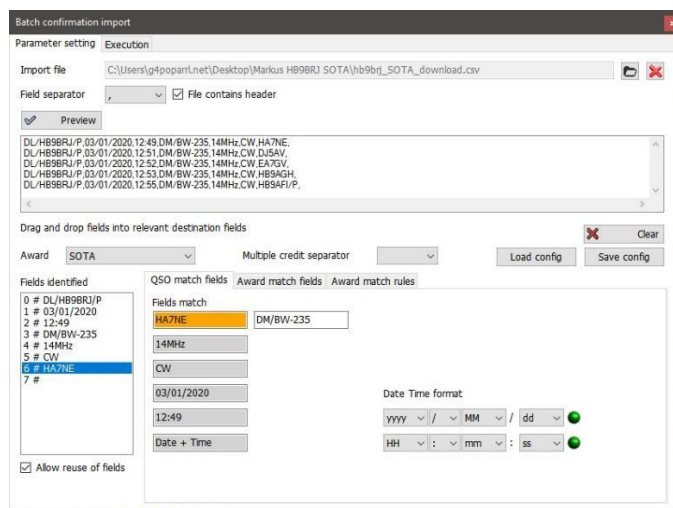 Batch confirmation import
Parameter setting Execution
Import file C:\Users\g4poparrl.net\Desktop\Markus HB9BRJ SOTA\hb9brj_SOTA_download.csv
Field separator , File contains header
Preview
DL/HB9BRJ/P,03/01/2020,12:49,DM/BW-235,14MHz,CW,HA7NE,
DL/HB9BRJ/P,03/01/2020,12:51,DM/BW-235,14MHz,CW,DJ5AV,
DL/HB9BRJ/P,03/01/2020,12:52,DM/BW-235,14MHz,CW,EA7GV,
DL/HB9BRJ/P,03/01/2020,12:53,DM/BW-235,14MHz,CW,HB9AGH,
DL/HB9BRJ/P,03/01/2020,12:55,DM/BW-235,14MHz,CW,HB9AFI/P,
Drag and drop fields into relevant destination fields
Clear
Award SOTA Multiple credit separator Load config Save config
Fields identified QSO match fields Award match fields Award match rules
0 # DL/HB9BRJ/P
1 # 03/01/2020
2 # 12:49
3 # DM/BW-235
4 # 14MHz
5 # CW
6 # HA7NE
7 #
Allow reuse of fields
Fields match
HA7NE DM/BW-235
14MHz
CW
03/01/2020
12:49
Date + Time
Date Time format
yyyy / MM / dd
HH : mm : ss